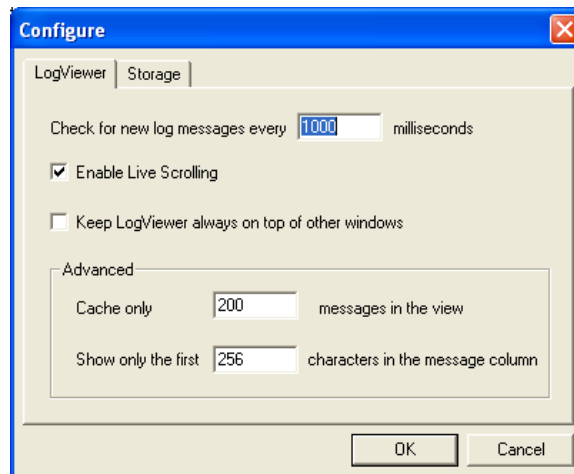 Configure
LogViewer Storage
Check for new log messages every 1000 milliseconds
Enable Live Scrolling
Keep LogViewer always on top of other windows
Advanced
Cache only 200 messages in the view
Show only the first 256 characters in the message column
OK Cancel